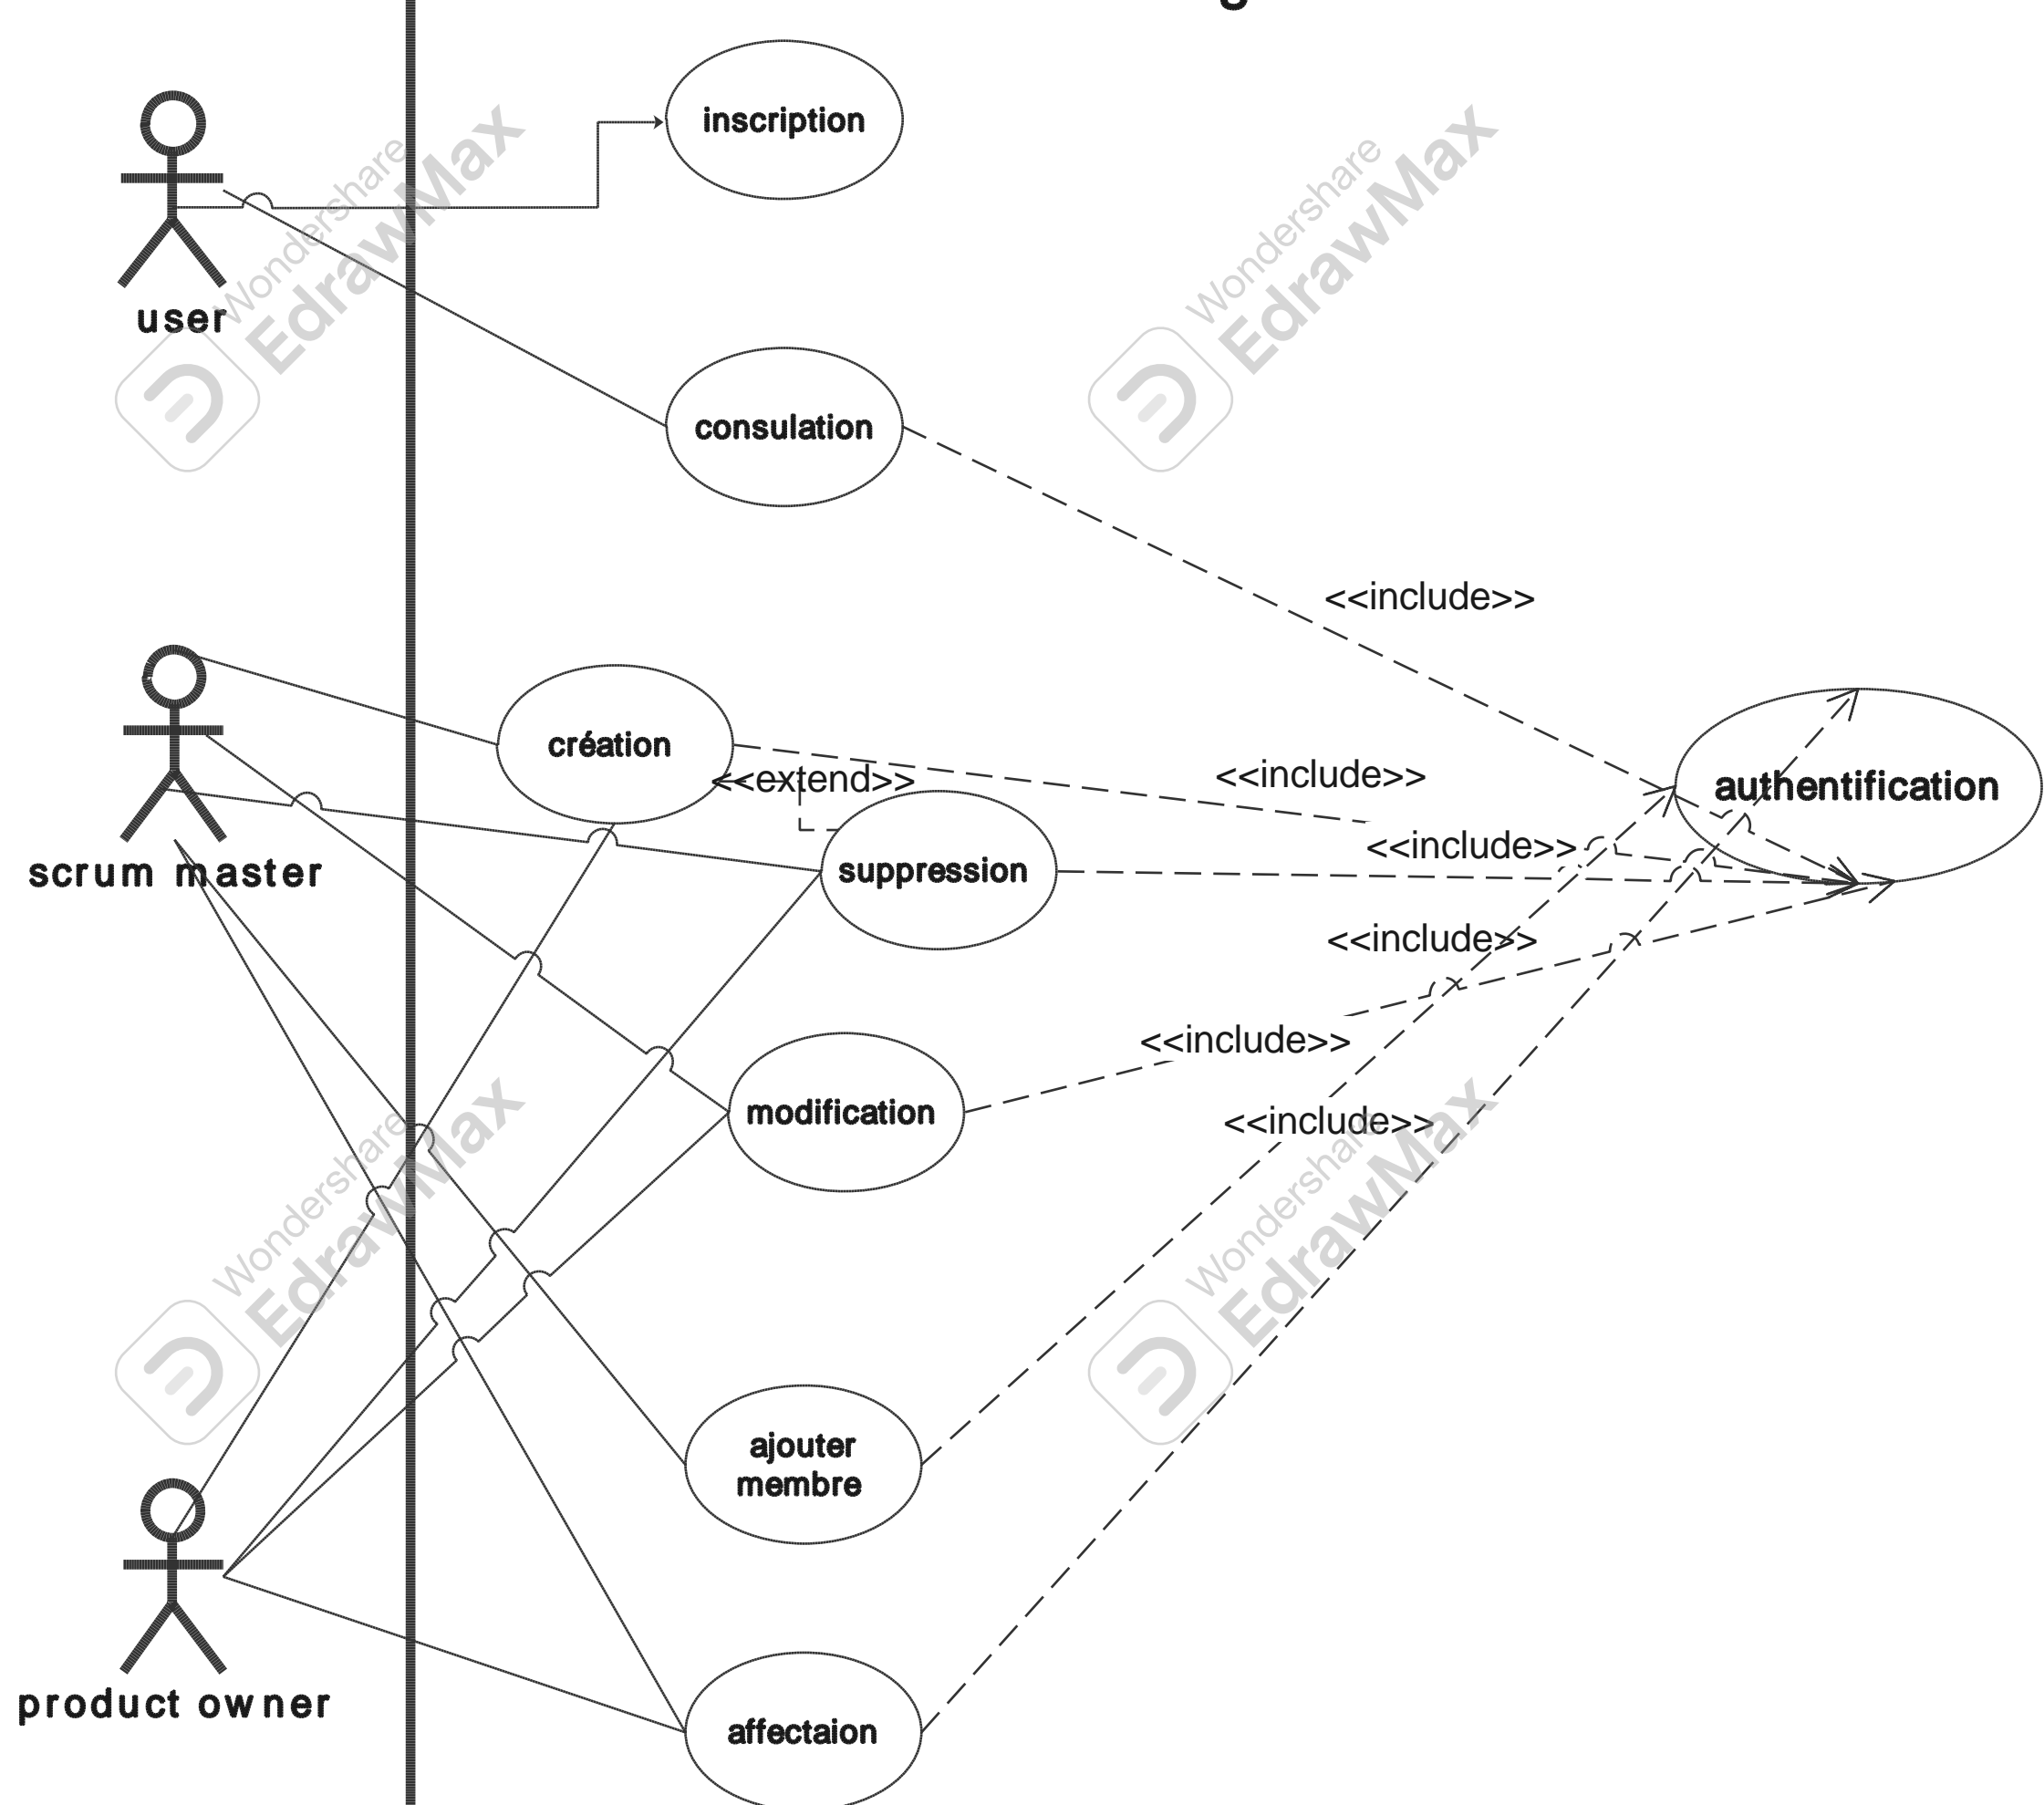 inscription
Wondershare
EdrawMax
Wondershare
EdrawMax
user
consulation
<<include>>
création
<<extend>>
<<include>>
authentification
scrum master
<<include>>
suppression
<<include>>
<<include>>
modification
<<include>>
Wondershare
EdrawMax
Wondershare
EdrawMax
ajouter
membre
product owner
affectaion